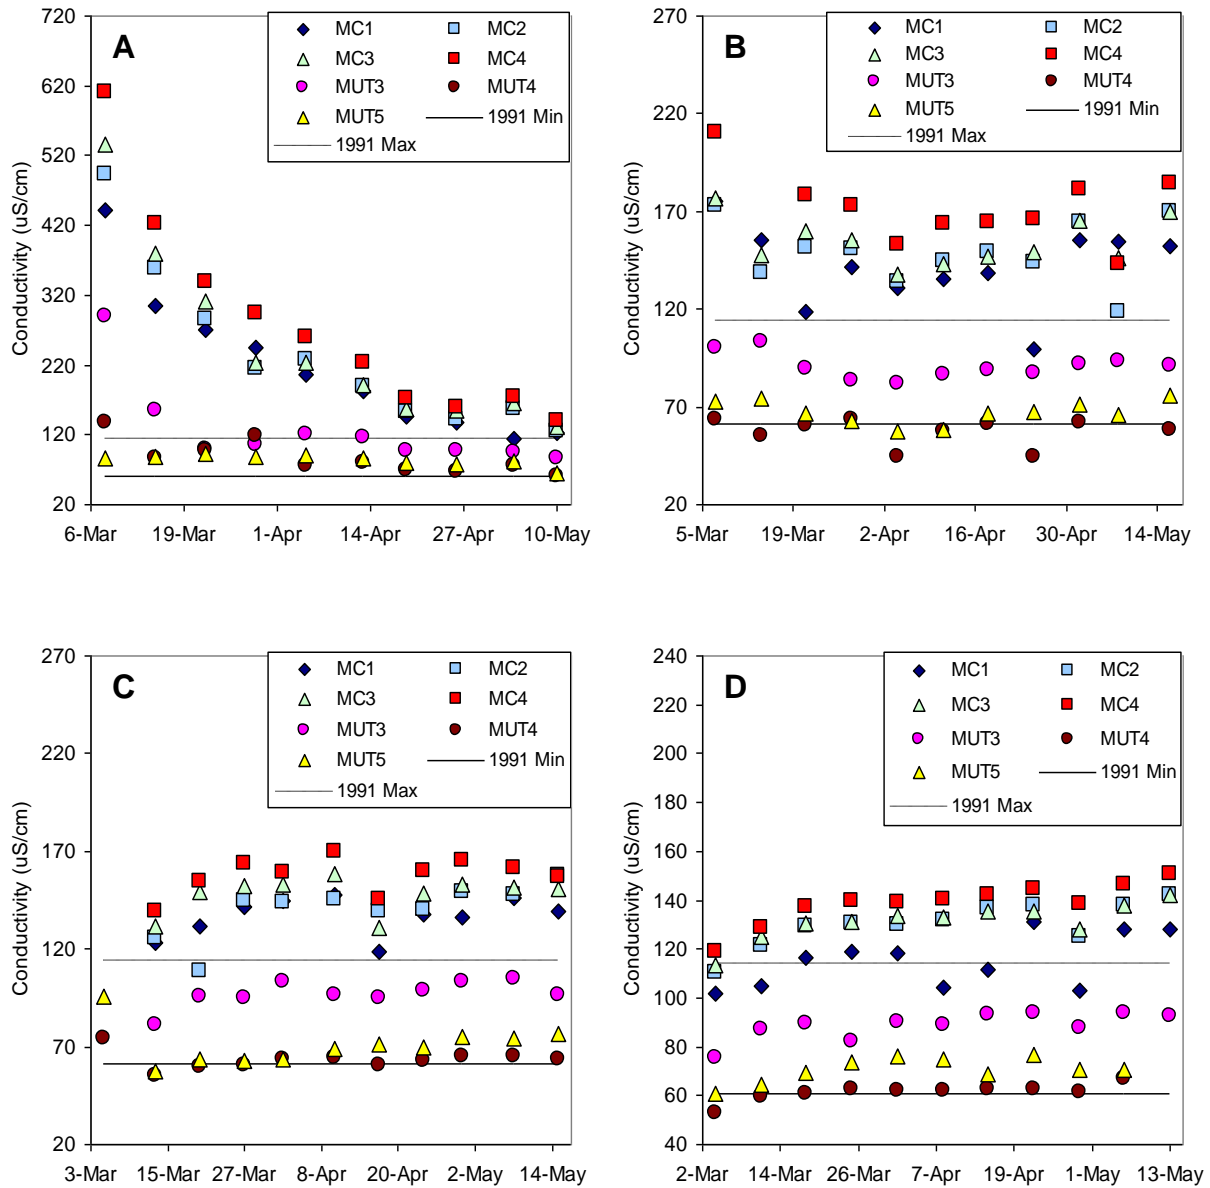 A
Conductivity (uS/cm)
720
620
520
420
320
220
120
20
MC1 MC2
MC3 MC4
MUT3 MUT4
MUT5 1991 Min
1991 Max
6-Mar 19-Mar 1-Apr 14-Apr 27-Apr 10-May
B
Conductivity (uS/cm)
270
220
170
120
70
20
MC1 MC2
MC3 MC4
MUT3 MUT4
MUT5 1991 Min
1991 Max
5-Mar 19-Mar 2-Apr 16-Apr 30-Apr 14-May
C
Conductivity (uS/cm)
270
220
170
120
70
20
MC1 MC2
MC3 MC4
MUT3 MUT4
MUT5 1991 Min
1991 Max
3-Mar 15-Mar 27-Mar 8-Apr 20-Apr 2-May 14-May
D
Conductivity (uS/cm)
240
220
200
180
160
140
120
100
80
60
40
MC1 MC2
MC3 MC4
MUT3 MUT4
MUT5 1991 Min
1991 Max
2-Mar 14-Mar 26-Mar 7-Apr 19-Apr 1-May 13-May